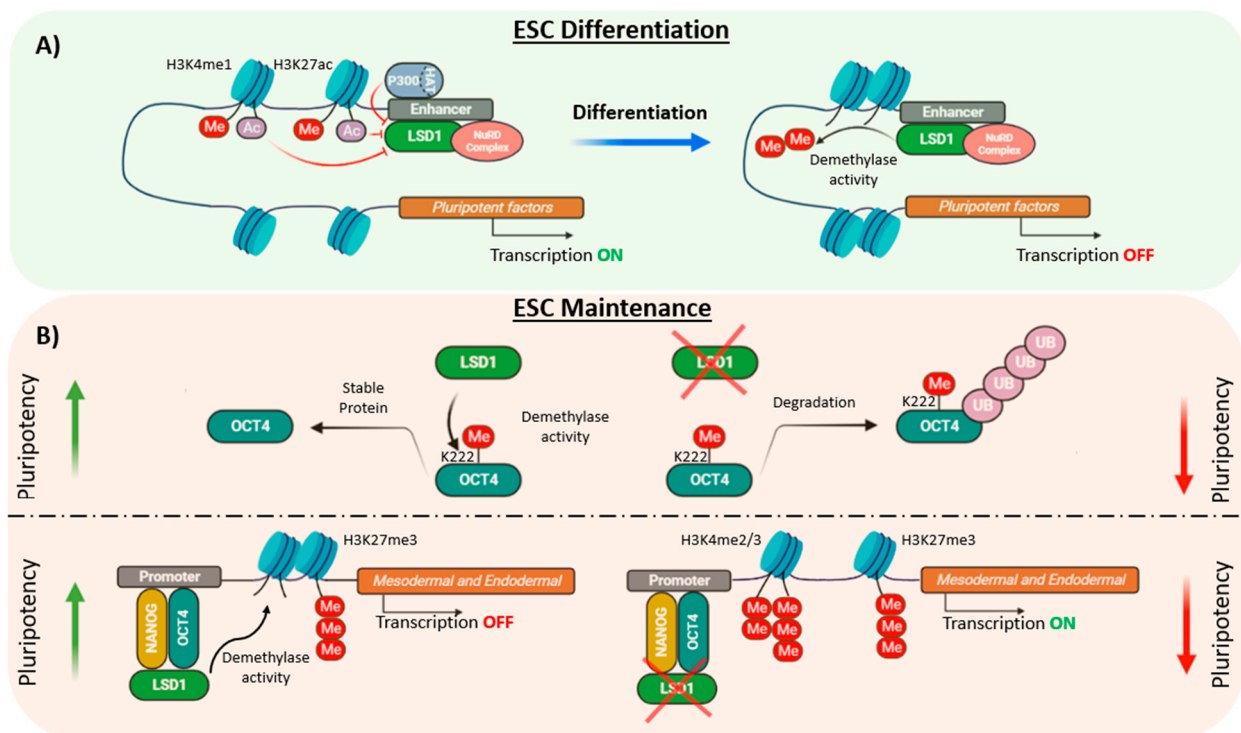 ESC Differentiation
A)
H3K4me1
H3K27ac
P300
HAT
Enhancer
Me
Ac
Me
Ac
LSD1
NuRD
Complex
Pluripotent factors
Transcription ON
Differentiation
Enhancer
Me
Me
LSD1
NuRD
Complex
Demethylase
activity
Pluripotent factors
Transcription OFF
ESC Maintenance
B)
Pluripotency
LSD1
Stable
Protein
Demethylase
activity
OCT4
Me
K222
OCT4
LSD1
Degradation
Me
K222
OCT4
Me
K222
OCT4
UB
UB
UB
UB
Pluripotency
Pluripotency
H3K27me3
Promoter
NANOG
OCT4
LSD1
Demethylase
activity
Me
Me
Me
Mesodermal and Endodermal
Transcription OFF
H3K4me2/3
H3K27me3
Promoter
NANOG
OCT4
LSD1
Me
Me
Me
Me
Me
Me
Me
Me
Mesodermal and Endodermal
Transcription ON
Pluripotency